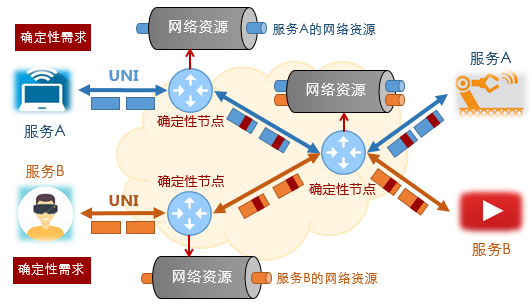 确定性需求
网络资源
服务A的网络资源
UNI
服务A
确定性节点
网络资源
服务A
服务B
确定性节点
UNI
确定性节点
服务B
确定性需求
网络资源
服务B的网络资源